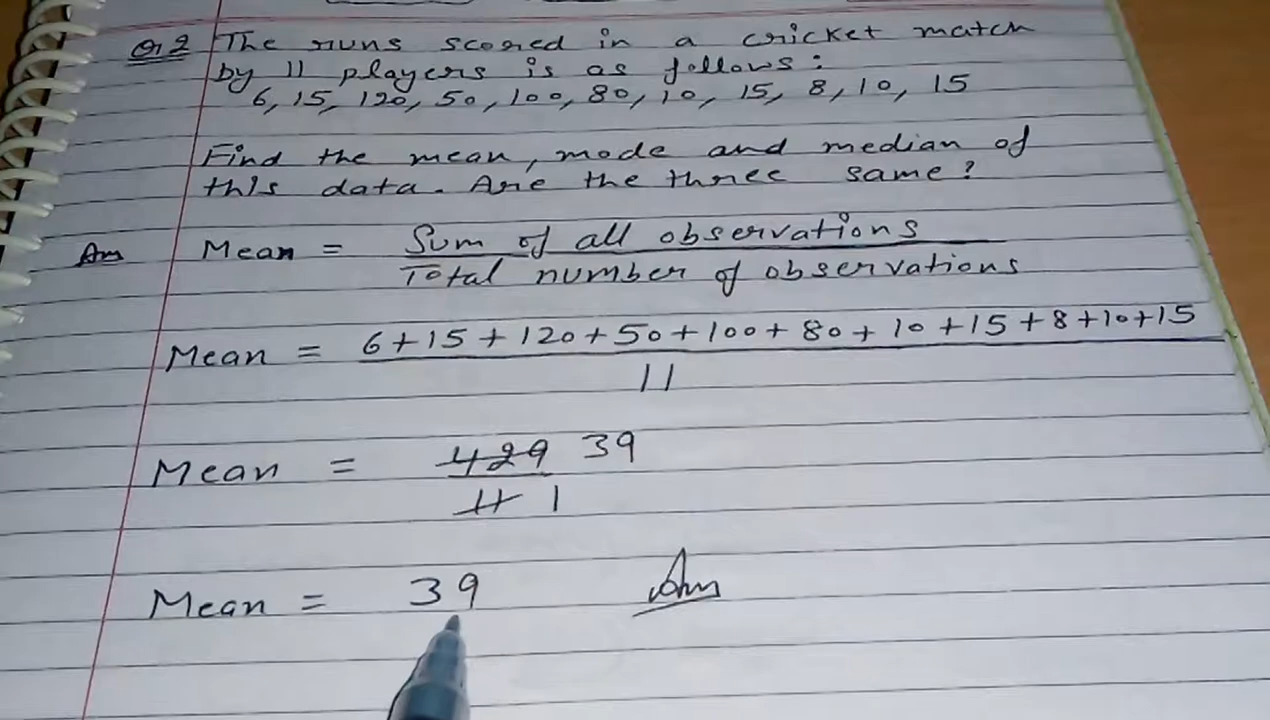 Q.2 The runs scored in a cricket match
by 11 players is as follows:
6, 15, 120, 50, 100, 80, 10, 15, 8, 10, 15
Find the mean, mode and median of
this data. Are the three same?
Ans Mean = Sum of all observations
Total number of observations
Mean = 6+15+120+50+100+80+10+15+8+10+15
11
Mean = 429 39
11 1
Mean = 39 Ans